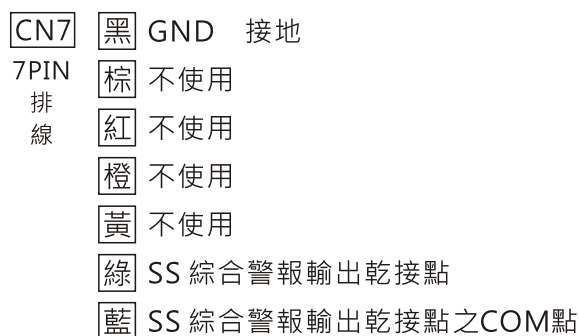 CN7 黑 GND 接地
7PIN 棕 不使用
排
線 紅 不使用
橙 不使用
黃 不使用
綠 SS 綜合警報輸出乾接點
藍 SS 綜合警報輸出乾接點之COM點